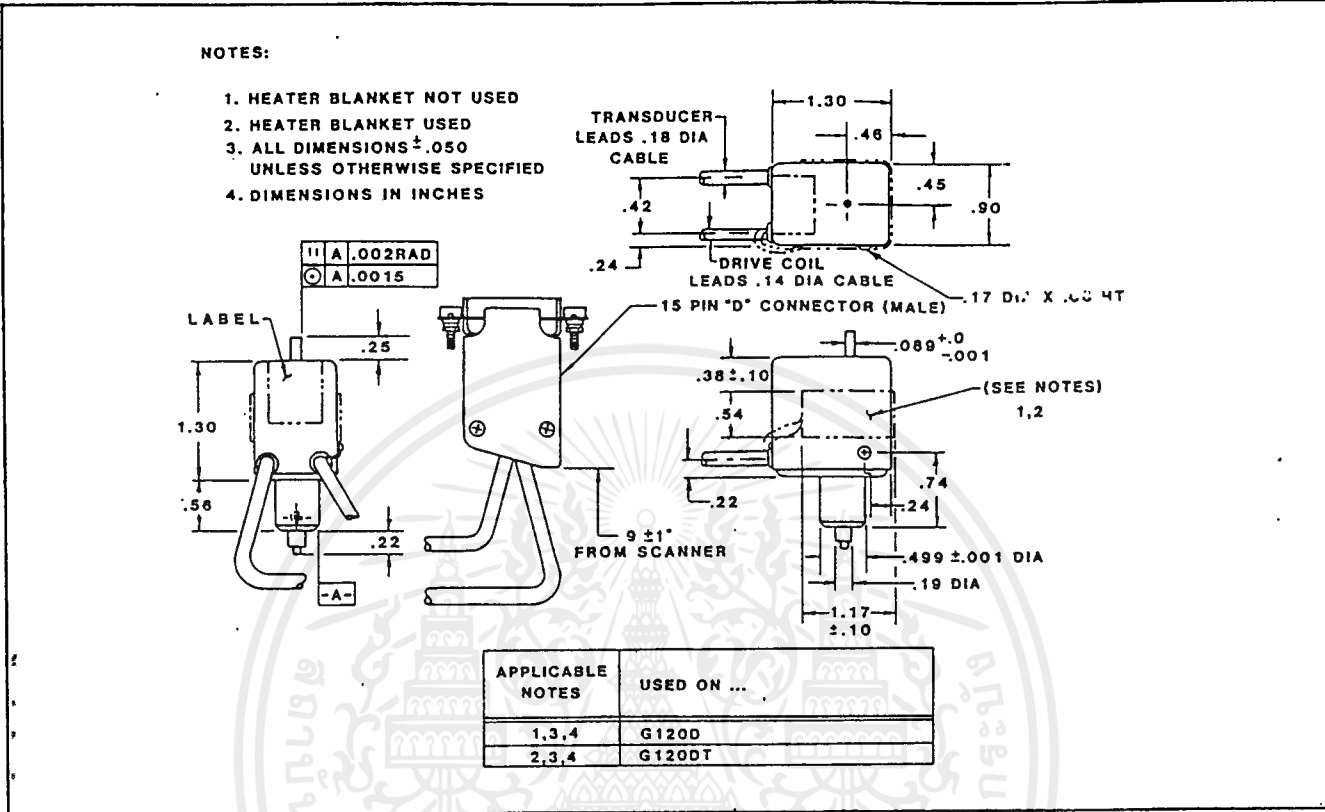 NOTES:
1. HEATER BLANKET NOT USED
2. HEATER BLANKET USED
3. ALL DIMENSIONS ± .050
UNLESS OTHERWISE SPECIFIED
4. DIMENSIONS IN INCHES
TRANSDUCER
LEADS .18 DIA
CABLE
1.30
.46
.45
.90
.42
.24
DRIVE COIL
LEADS .14 DIA CABLE
.17 X HT
A .002RAD
A .0015
LABEL
.25
1.30
.56
.22
-A-
15 PIN "D" CONNECTOR (MALE)
9 ±1"
FROM SCANNER
.089 +.0
-.001
.38 ±.10
(SEE NOTES)
1,2
.54
.22
.74
.24
.499 ±.001 DIA
.19 DIA
1.17
±.10
APPLICABLE
NOTES
USED ON ...
1,3,4 G120D
2,3,4 G120DT